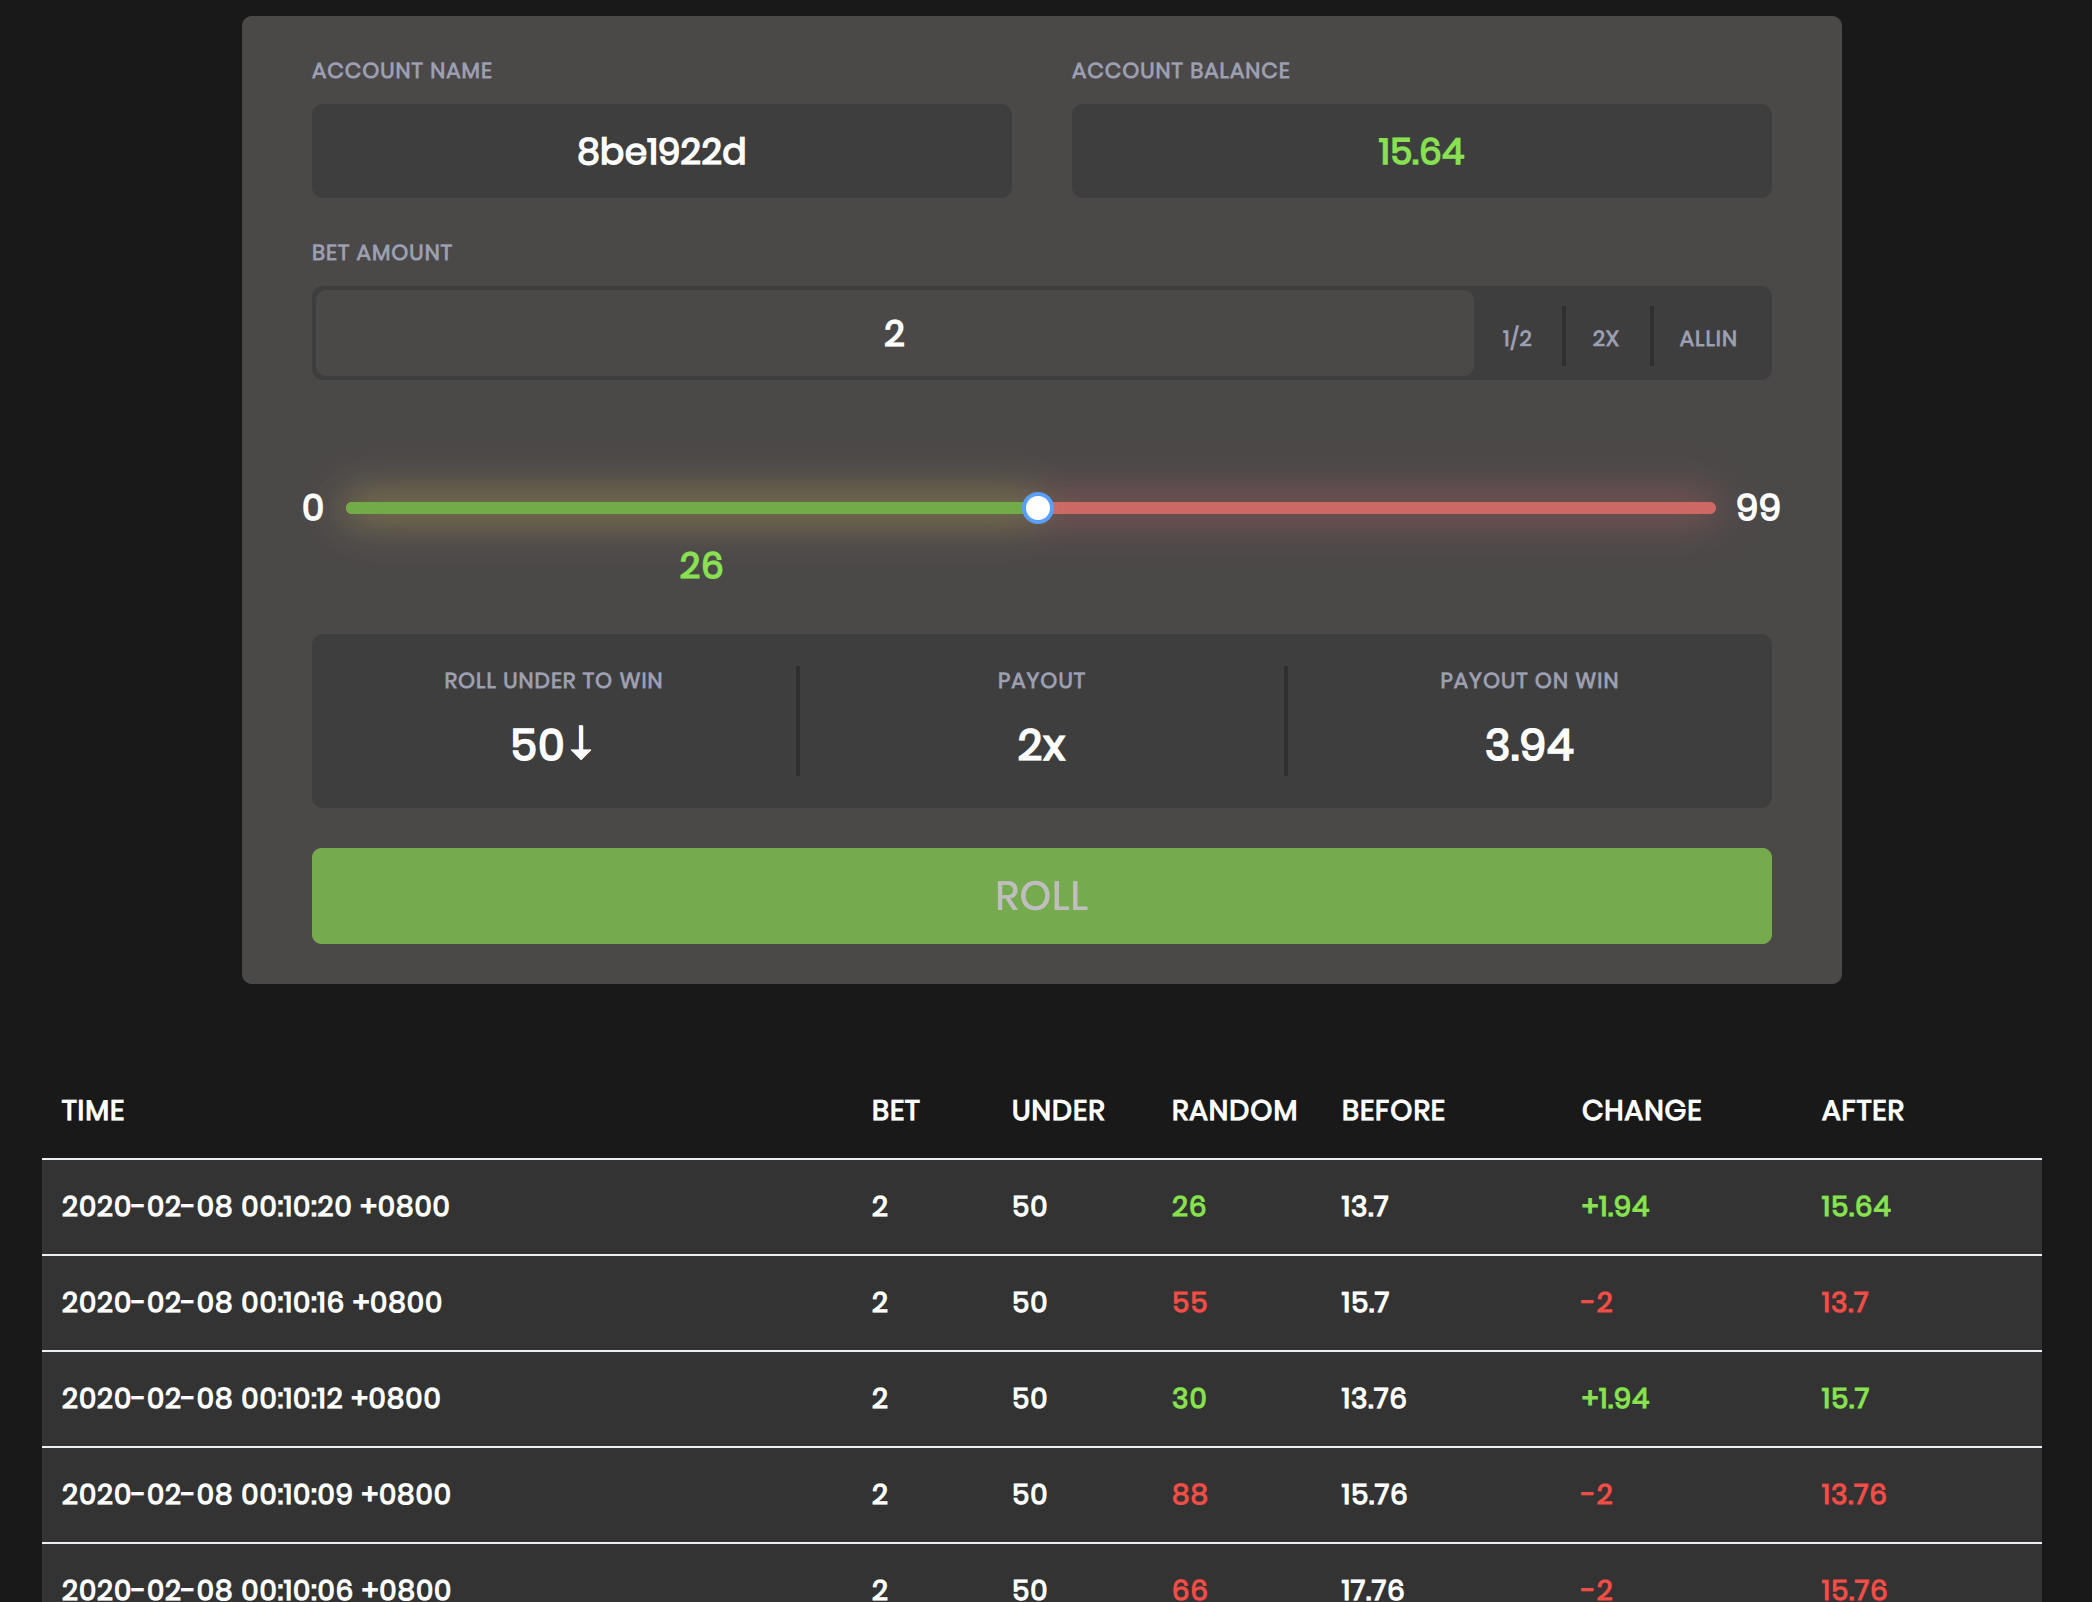 ACCOUNT NAME ACCOUNT BALANCE
8be1922d 15.64
BET AMOUNT
2 1/2 2X ALLIN
0 99
26
ROLL UNDER TO WIN PAYOUT PAYOUT ON WIN
50↓ 2x 3.94
ROLL
TIME BET UNDER RANDOM BEFORE CHANGE AFTER
2020-02-08 00:10:20 +0800 2 50 26 13.7 +1.94 15.64
2020-02-08 00:10:16 +0800 2 50 55 15.7 -2 13.7
2020-02-08 00:10:12 +0800 2 50 30 13.76 +1.94 15.7
2020-02-08 00:10:09 +0800 2 50 88 15.76 -2 13.76
2020-02-08 00:10:06 +0800 2 50 66 17.76 -2 15.76